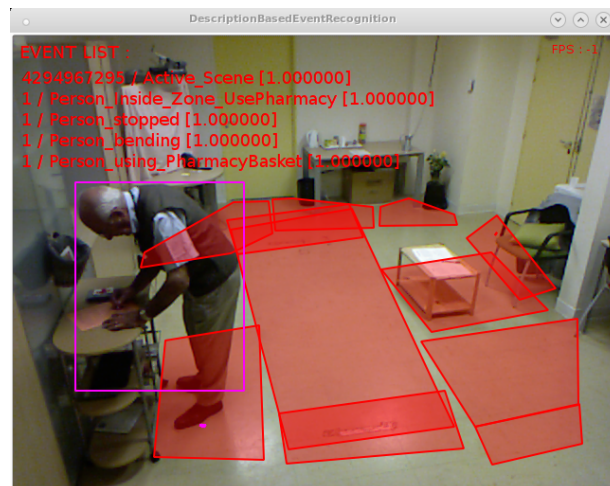 DescriptionBasedEventRecognition
EVENT LIST :
FPS : -1
4294967295 / Active_Scene [1.000000]
1 / Person_Inside_Zone_UsePharmacy [1.000000]
1 / Person_stopped [1.000000]
1 / Person_bending [1.000000]
1 / Person_using_PharmacyBasket [1.000000]